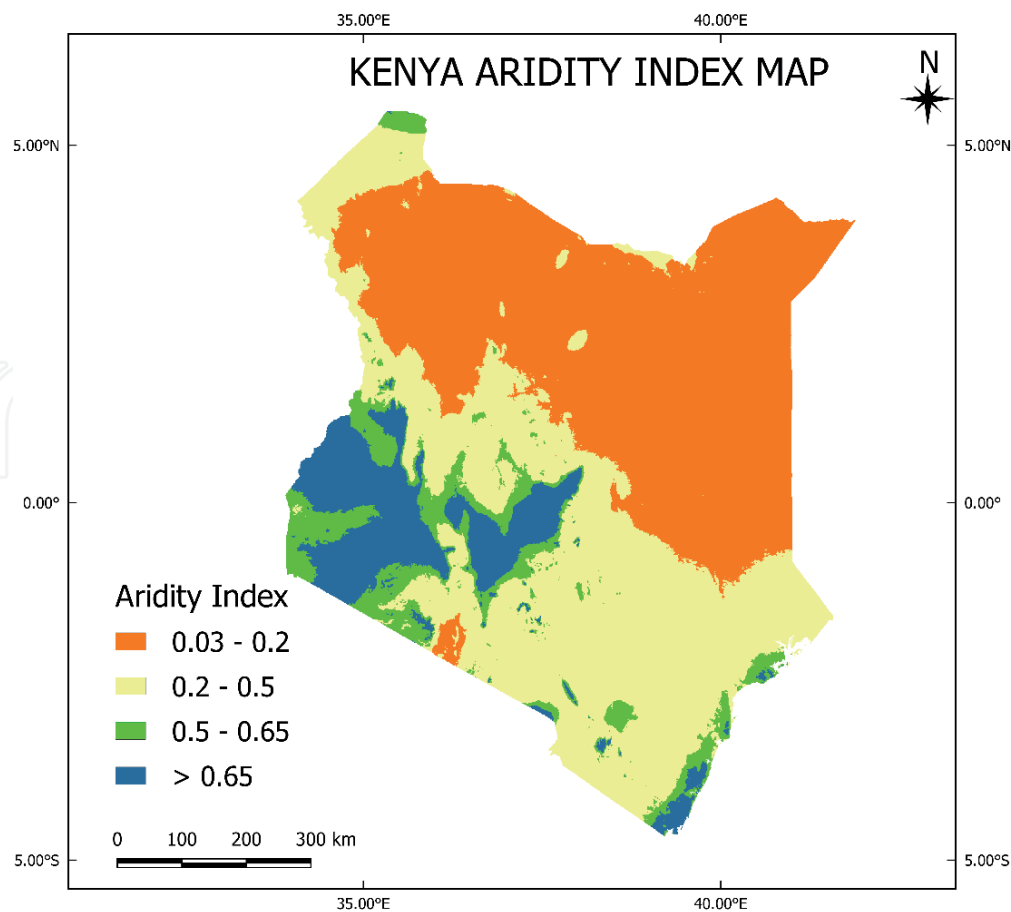 35.00°E 40.00°E
KENYA ARIDITY INDEX MAP
N
5.00°N 5.00°N
0.00° 0.00°
Aridity Index
0.03 - 0.2
0.2 - 0.5
0.5 - 0.65
> 0.65
0 100 200 300 km
5.00°S 5.00°S
35.00°E 40.00°E